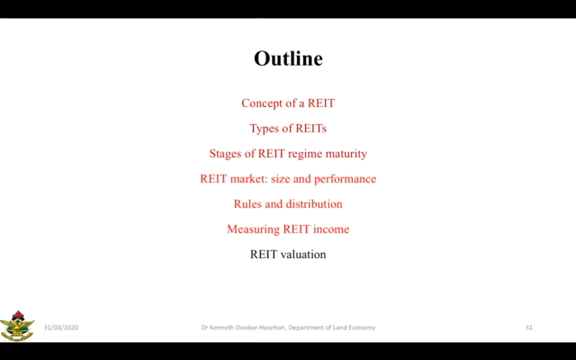 Outline
Concept of a REIT
Types of REITs
Stages of REIT regime maturity
REIT market: size and performance
Rules and distribution
Measuring REIT income
REIT valuation
31/03/2020
Dr Kenneth Donkor-Hyiaman, Department of Land Economy
31